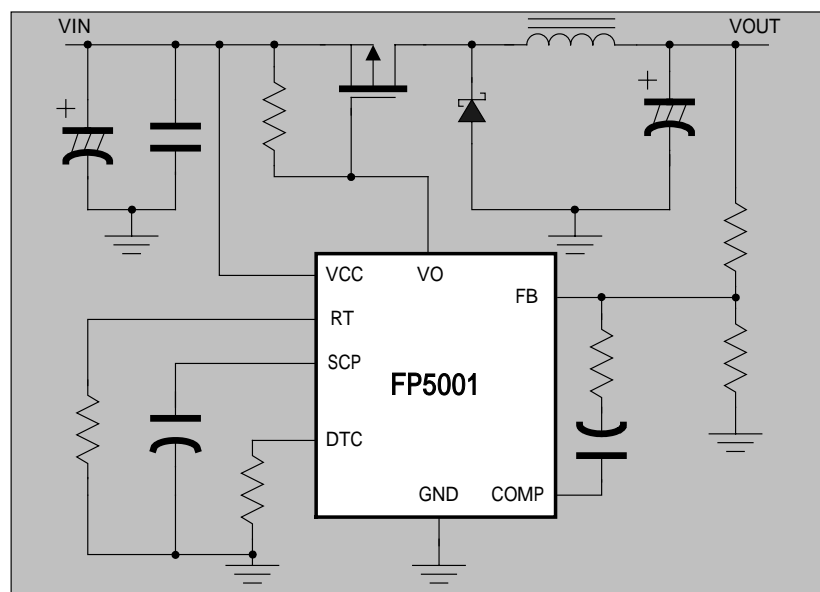 VIN
VOUT
+
+
VCC
VO
FB
RT
SCP
FP5001
DTC
GND
COMP